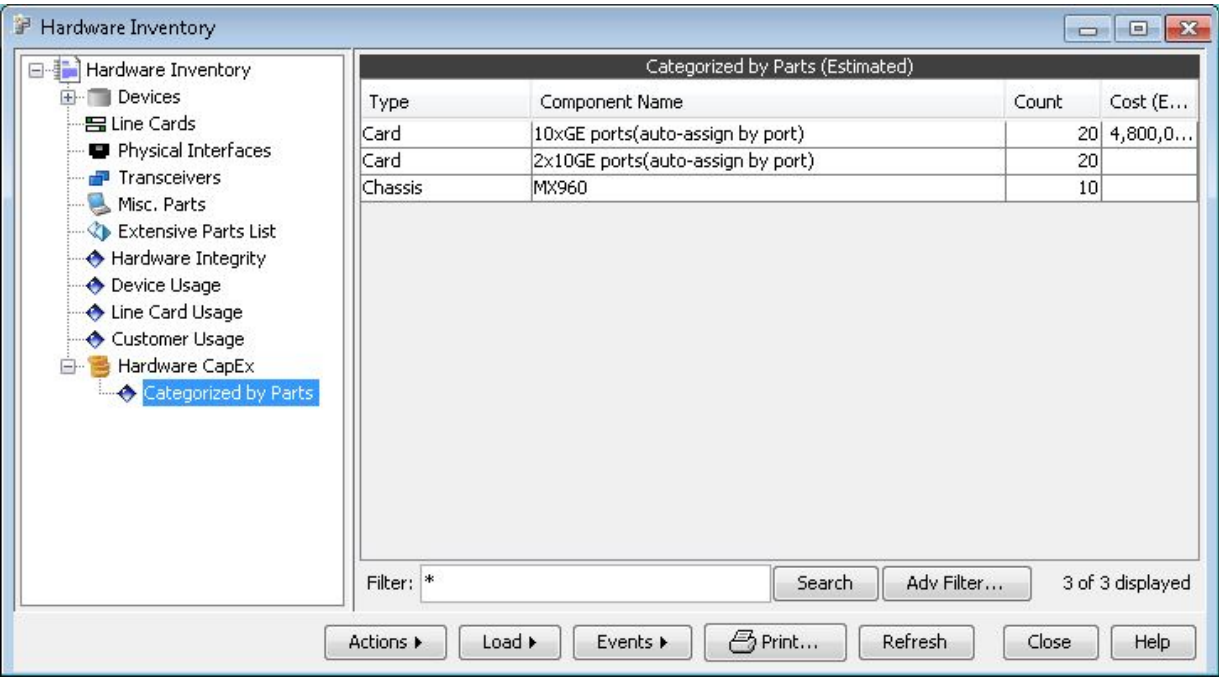 Hardware Inventory
Hardware Inventory
Devices
Line Cards
Physical Interfaces
Transceivers
Misc. Parts
Extensive Parts List
Hardware Integrity
Device Usage
Line Card Usage
Customer Usage
Hardware CapEx
Categorized by Parts
Categorized by Parts (Estimated)
Type Component Name Count Cost (E...
Card 10xGE ports(auto-assign by port) 20 4,800,0...
Card 2x10GE ports(auto-assign by port) 20
Chassis MX960 10
Filter: * Search Adv Filter... 3 of 3 displayed
Actions Load Events Print... Refresh Close Help